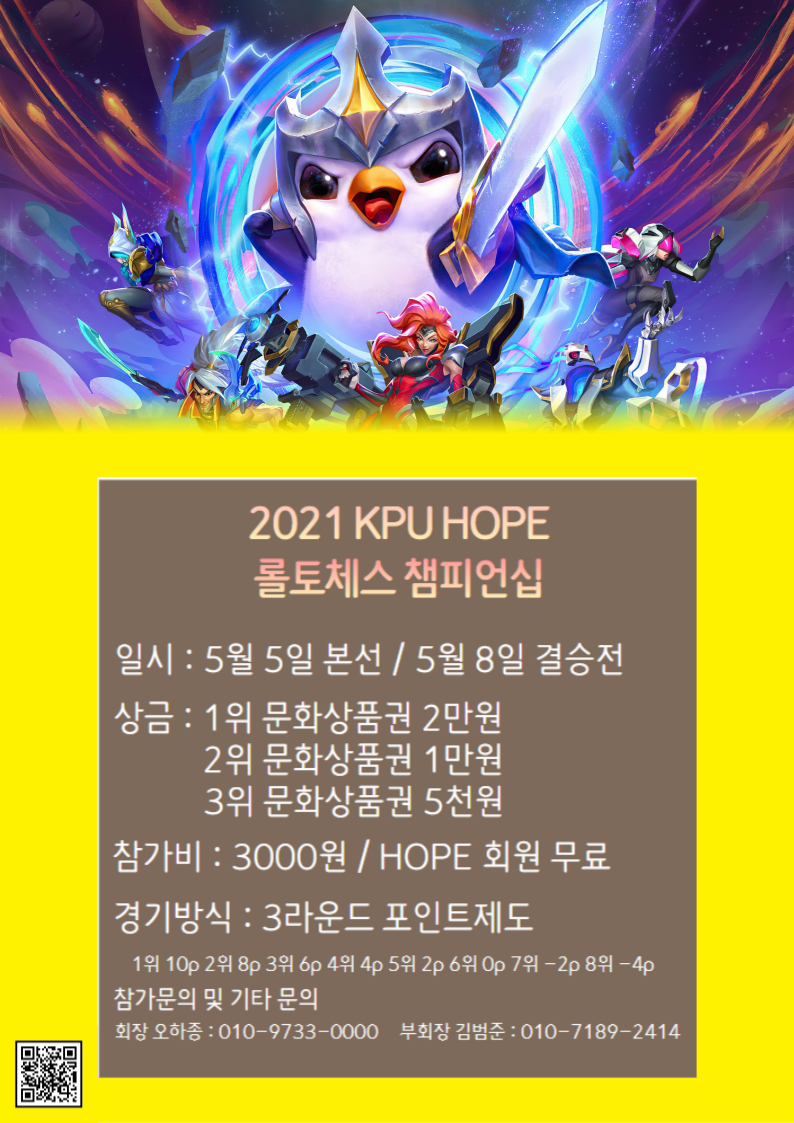 2021 KPU HOPE
롤토체스 챔피언십
일시 : 5월 5일 본선 / 5월 8일 결승전
상금 : 1위 문화상품권 2만원
2위 문화상품권 1만원
3위 문화상품권 5천원
참가비 : 3000원 / HOPE 회원 무료
경기방식 : 3라운드 포인트제도
1위 10p 2위 8p 3위 6p 4위 4p 5위 2p 6위 0p 7위 -2p 8위 -4p
참가문의 및 기타 문의
회장 오하종 : 010-9733-0000 부회장 김범준 : 010-7189-2414